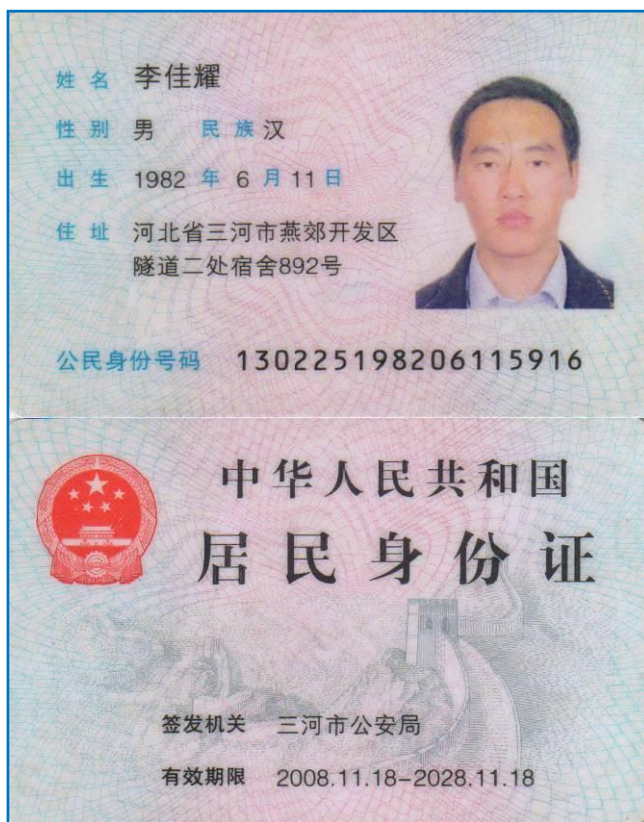 姓名 李佳耀
性别 男 民族 汉
出生 1982 年 6 月 11 日
住址 河北省三河市燕郊开发区
隧道二处宿舍892号
公民身份号码 130225198206115916
中华人民共和国
居民身份证
签发机关 三河市公安局
有效期限 2008.11.18-2028.11.18